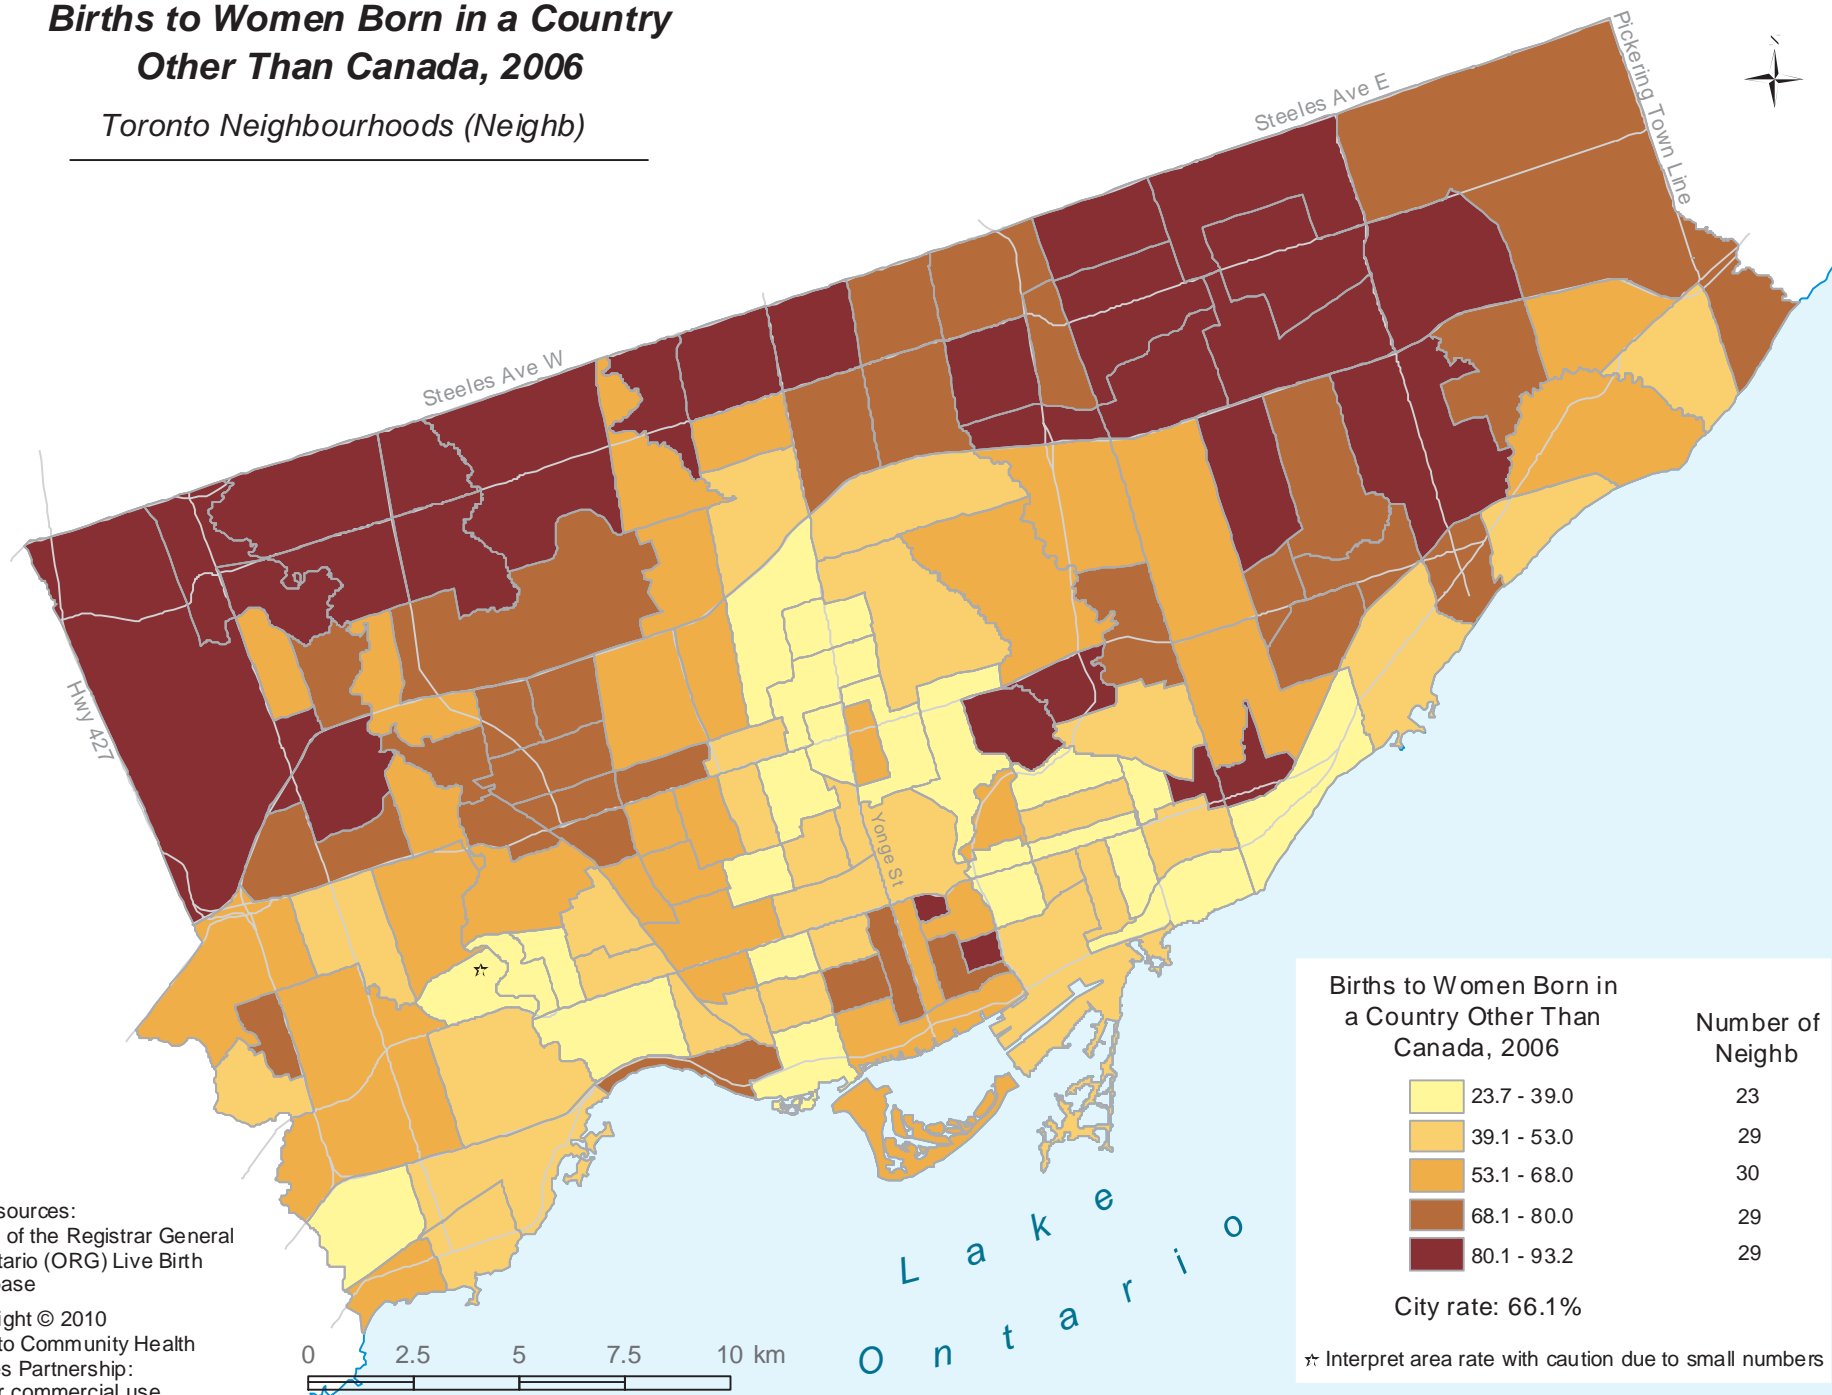 Births to Women Born in a Country
Other Than Canada, 2006
Toronto Neighbourhoods (Neighb)
Steeles Ave E
Pickering Town Line
N
Steeles Ave W
Hwy 427
Yonge St
Lake
Ontario
Births to Women Born in
a Country Other Than
Canada, 2006
Number of
Neighb
23.7 - 39.0 23
39.1 - 53.0 29
53.1 - 68.0 30
68.1 - 80.0 29
80.1 - 93.2 29
City rate: 66.1%
Interpret area rate with caution due to small numbers
sources:
of the Registrar General
tario (ORG) Live Birth
ase
ight © 2010
to Community Health
s Partnership:
r commercial use
0 2.5 5 7.5 10 km